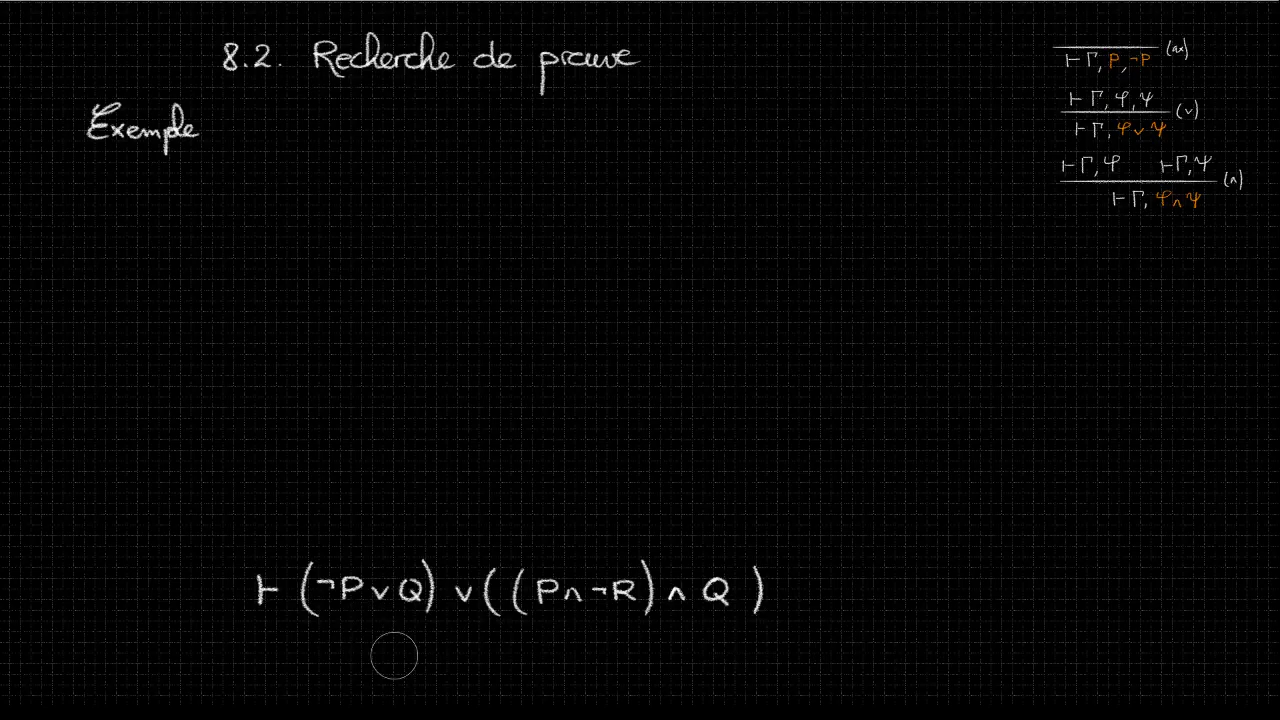 8.2. Recherche de preuve
Exemple
⊢ Γ, P, ¬P (ax)
⊢ Γ, φ, ψ (∨)
⊢ Γ, φ ∨ ψ
⊢ Γ, φ ⊢ Γ, ψ (∧)
⊢ Γ, φ ∧ ψ
⊢ (¬P ∨ Q) ∨ ((P ∧ ¬R) ∧ Q )